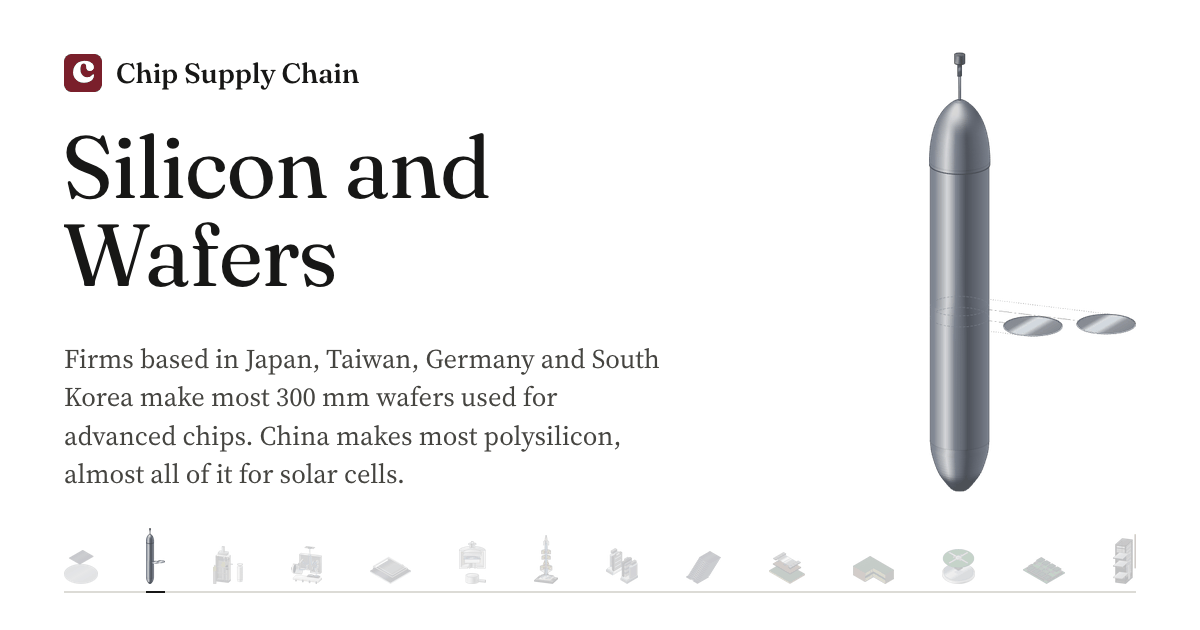 C
Chip Supply Chain
Silicon and
Wafers
Firms based in Japan, Taiwan, Germany and South
Korea make most 300 mm wafers used for
advanced chips. China makes most polysilicon,
almost all of it for solar cells.